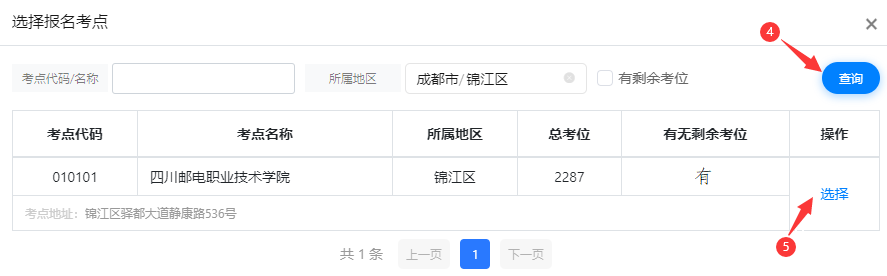 选择报名考点
×
4
考点代码/名称 所属地区 成都市/锦江区 有剩余考位 查询
考点代码 考点名称 所属地区 总考位 有无剩余考位 操作
010101 四川邮电职业技术学院 锦江区 2287 有 选择
考点地址：锦江区驿都大道静康路536号
5
共 1 条 上一页 1 下一页